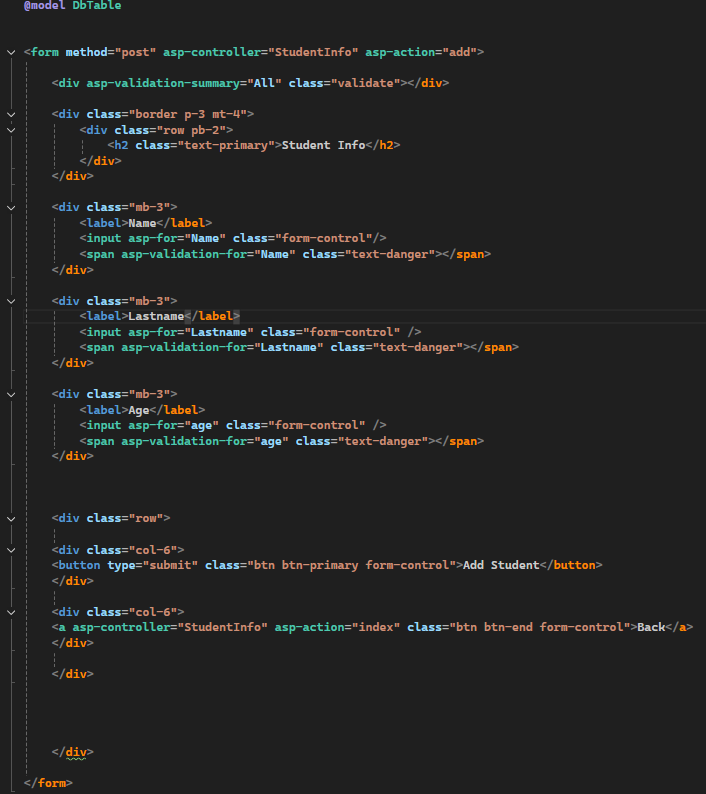 @model DbTable
<form method="post" asp-controller="StudentInfo" asp-action="add">
<div asp-validation-summary="All" class="validate"></div>
<div class="border p-3 mt-4">
<div class="row pb-2">
<h2 class="text-primary">Student Info</h2>
</div>
</div>
<div class="mb-3">
<label>Name</label>
<input asp-for="Name" class="form-control"/>
<span asp-validation-for="Name" class="text-danger"></span>
</div>
<div class="mb-3">
<label>Lastname</label>
<input asp-for="Lastname" class="form-control" />
<span asp-validation-for="Lastname" class="text-danger"></span>
</div>
<div class="mb-3">
<label>Age</label>
<input asp-for="age" class="form-control" />
<span asp-validation-for="age" class="text-danger"></span>
</div>
<div class="row">
<div class="col-6">
<button type="submit" class="btn btn-primary form-control">Add Student</button>
</div>
<div class="col-6">
<a asp-controller="StudentInfo" asp-action="index" class="btn btn-end form-control">Back</a>
</div>
</div>
</div>
</form>